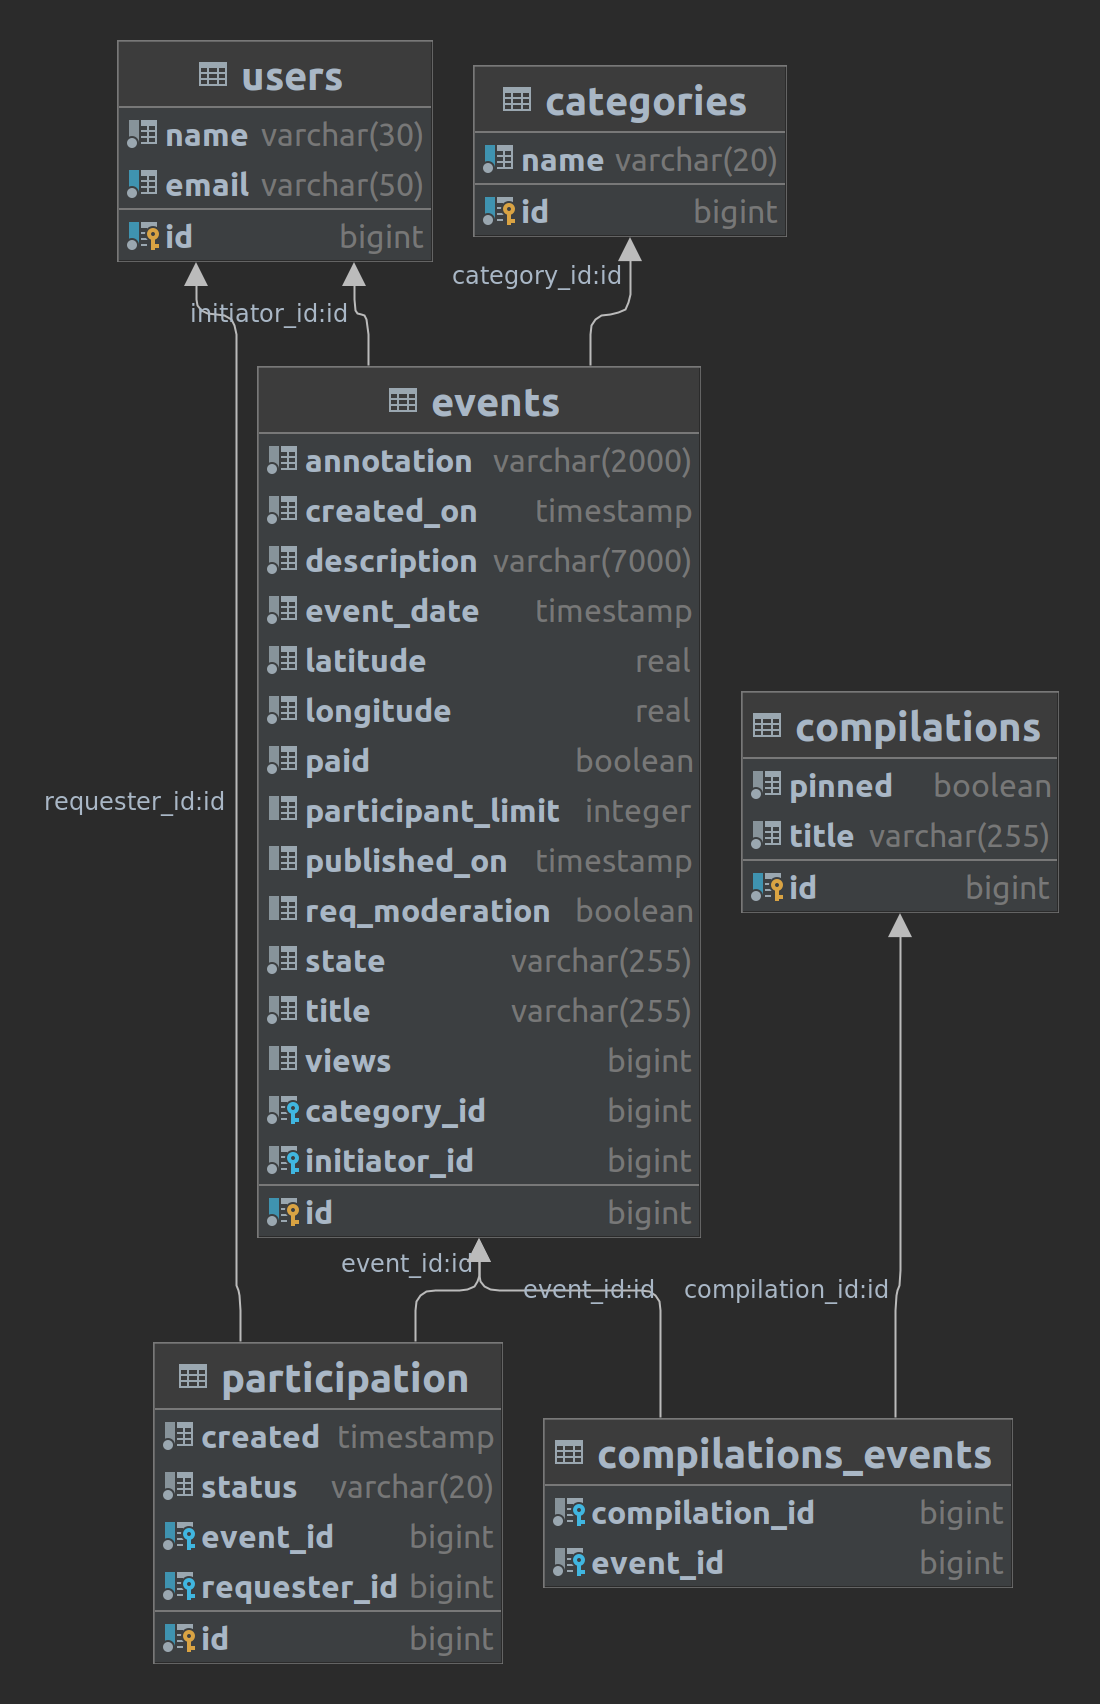 users
name varchar(30)
email varchar(50)
id bigint
categories
name varchar(20)
id bigint
category_id:id
initiator_id:id
events
annotation varchar(2000)
created_on timestamp
description varchar(7000)
event_date timestamp
latitude real
longitude real
paid boolean
participant_limit integer
published_on timestamp
req_moderation boolean
state varchar(255)
title varchar(255)
views bigint
category_id bigint
initiator_id bigint
id bigint
requester_id:id
compilations
pinned boolean
title varchar(255)
id bigint
event_id:id
event_id:id
compilation_id:id
participation
created timestamp
status varchar(20)
event_id bigint
requester_id bigint
id bigint
compilations_events
compilation_id bigint
event_id bigint